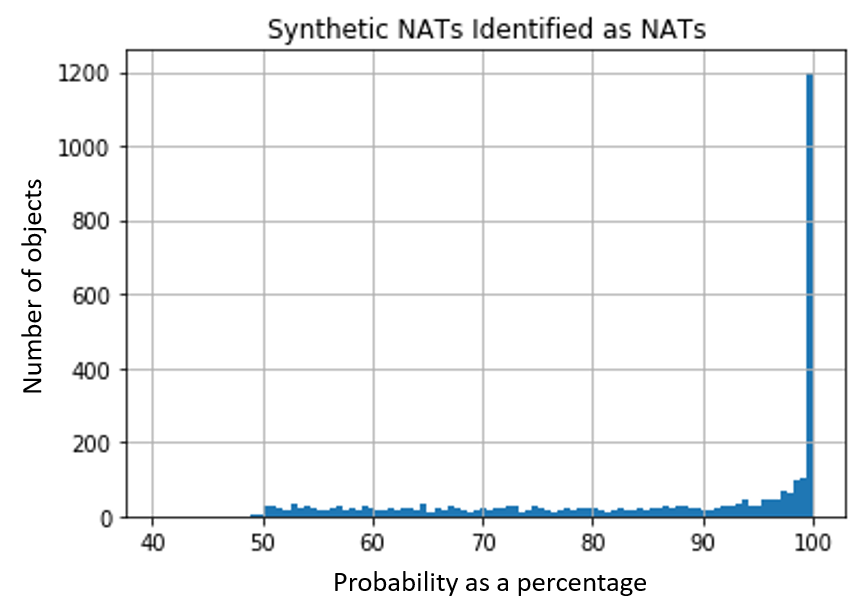 Synthetic NATs Identified as NATs
1200
1000
800
600
400
200
0
Number of objects
40 50 60 70 80 90 100
Probability as a percentage